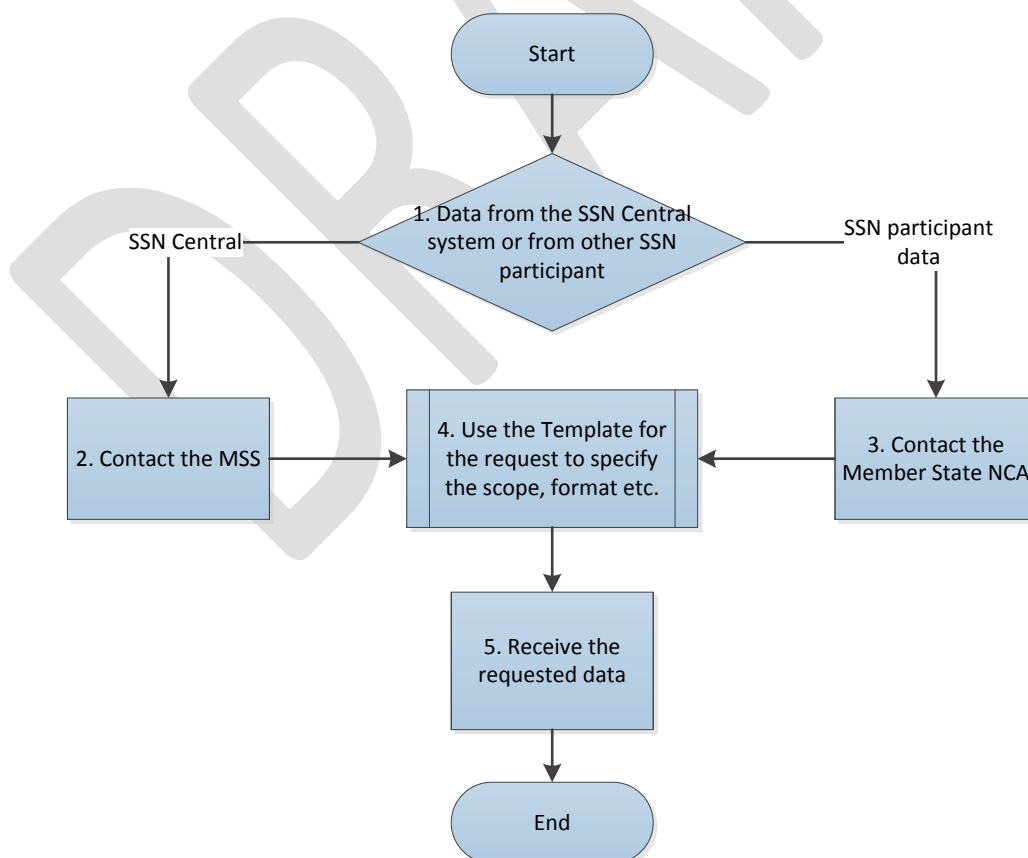 Start
1. Data from the SSN Central
system or from other SSN
participant
SSN Central
SSN participant
data
2. Contact the MSS
4. Use the Template for
the request to specify
the scope, format etc.
3. Contact the
Member State NCA
5. Receive the
requested data
End
DRA